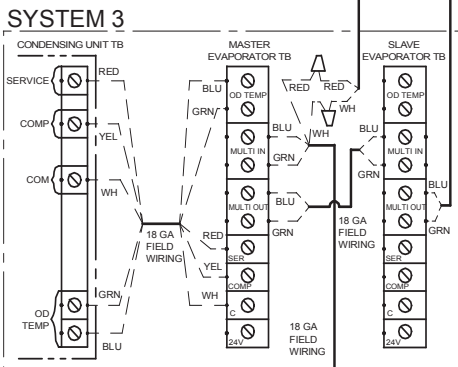 SYSTEM 3
CONDENSING UNIT TB
MASTER
EVAPORATOR TB
SLAVE
EVAPORATOR TB
SERVICE
RED
COMP
YEL
COM
WH
OD
TEMP
GRN
BLU
18 GA
FIELD
WIRING
BLU
GRN
OD TEMP
BLU
MULTI IN
GRN
MULTI OUT
BLU
GRN
RED
SER
YEL
COMP
WH
C
24V
RED
RED
WH
WH
18 GA
FIELD
WIRING
18 GA
FIELD
WIRING
OD TEMP
BLU
MULTI IN
GRN
MULTI OUT
BLU
GRN
SER
COMP
C
24V